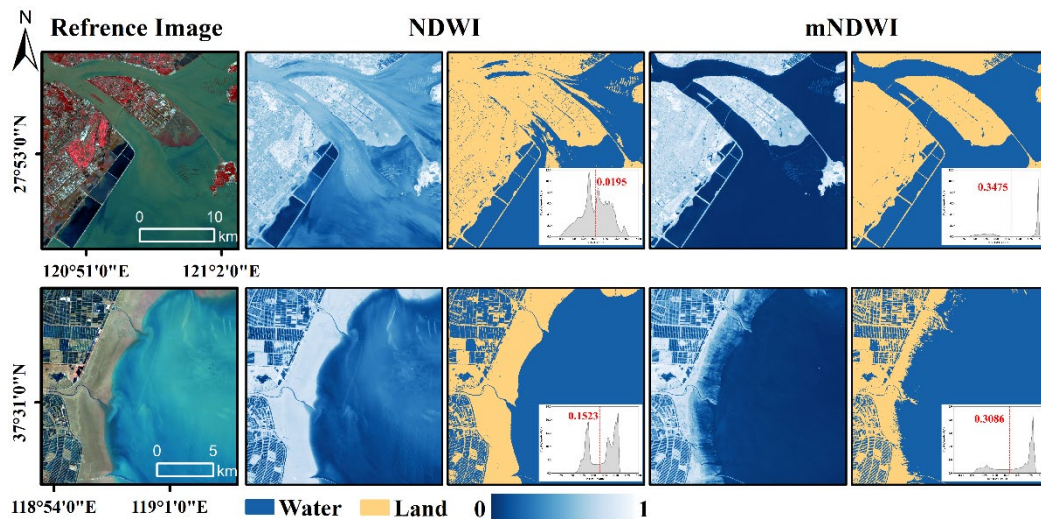 N
Refrence Image NDWI mNDWI
27°53'0"N
0 10
km
0.0195
0.3475
120°51'0"E 121°2'0"E
37°31'0"N
0 5
km
0.1523
0.3086
118°54'0"E 119°1'0"E
Water Land 0 1